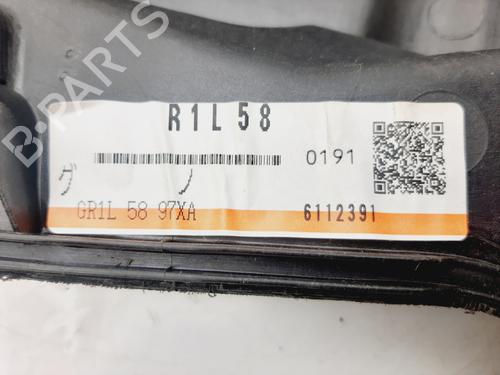 B-Parts
R1L58
0191
グ ノ
GR1L 58 97XA
6112391